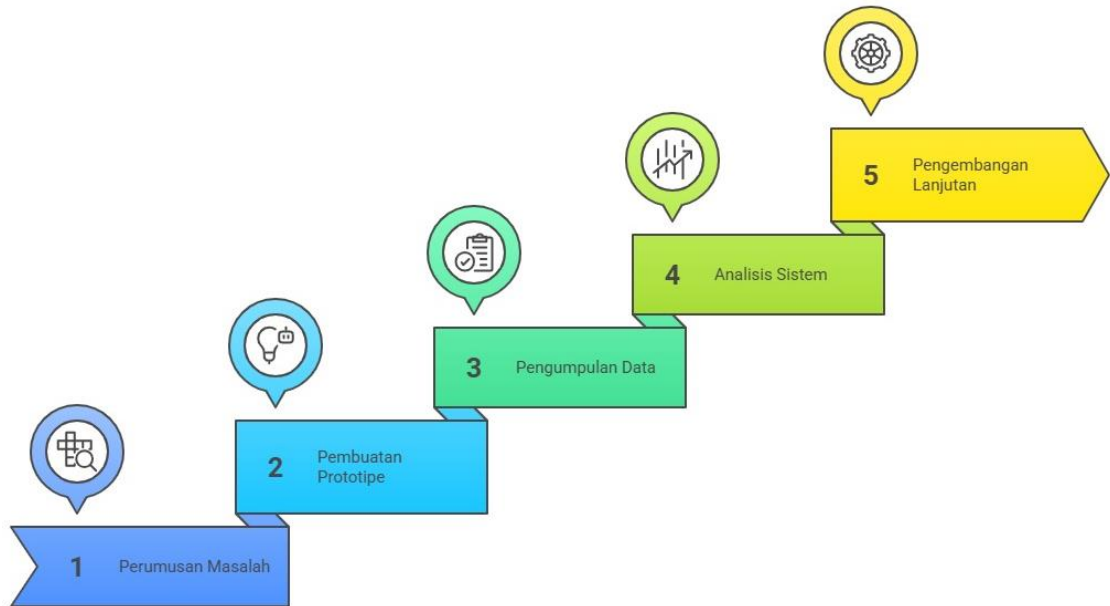 1 Perumusan Masalah
2 Pembuatan
Prototipe
3 Pengumpulan Data
4 Analisis Sistem
5 Pengembangan
Lanjutan